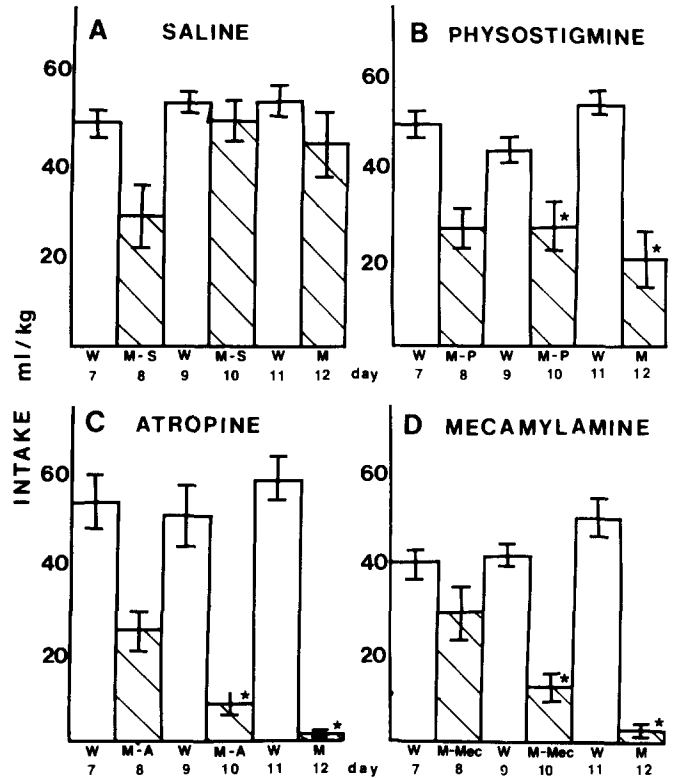 A SALINE
B PHYSOSTIGMINE
60
40
20
60
40
20
W M-S W M-S W M
7 8 9 10 11 12 day
W M-P W M-P W M
7 8 9 10 11 12
*
*
INTAKE ml/kg
C ATROPINE
D MECAMYLAMINE
60
40
20
60
40
20
*
*
*
*
W M-A W M-A W M
7 8 9 10 11 12 day
W M-Mec W M-Mec W M
7 8 9 10 11 12